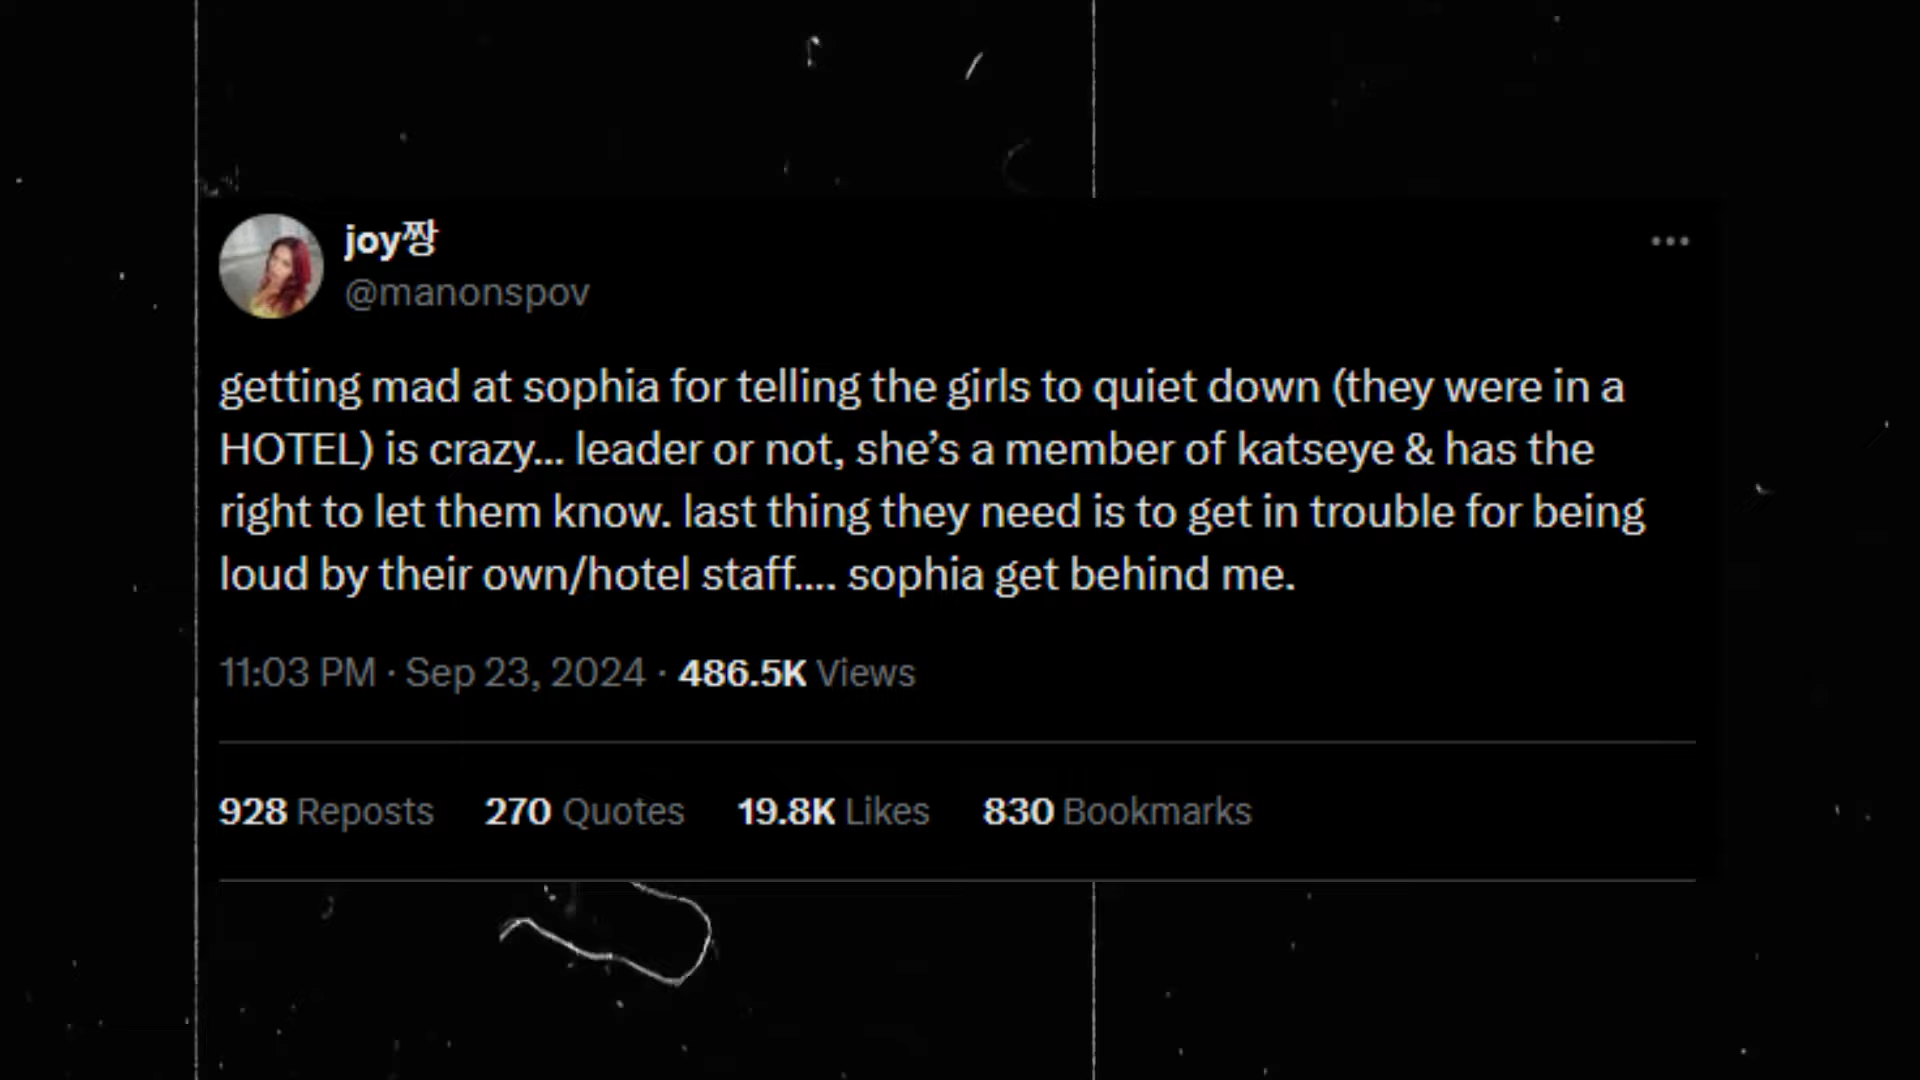 joy짱
@manonspov
getting mad at sophia for telling the girls to quiet down (they were in a
HOTEL) is crazy... leader or not, she’s a member of katseye & has the
right to let them know. last thing they need is to get in trouble for being
loud by their own/hotel staff.... sophia get behind me.
11:03 PM · Sep 23, 2024 · 486.5K Views
928 Reposts 270 Quotes 19.8K Likes 830 Bookmarks